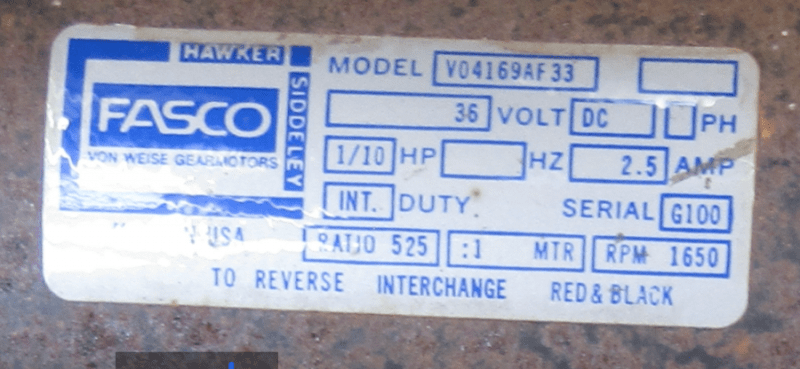 HAWKER
SIDDELEY
FASCO
VON WEISE GEARMOTORS
MODEL V04169AF33
36 VOLT DC PH
1/10 HP HZ 2.5 AMP
INT. DUTY SERIAL G100
USA
RATIO 525 :1 MTR RPM 1650
TO REVERSE INTERCHANGE RED & BLACK